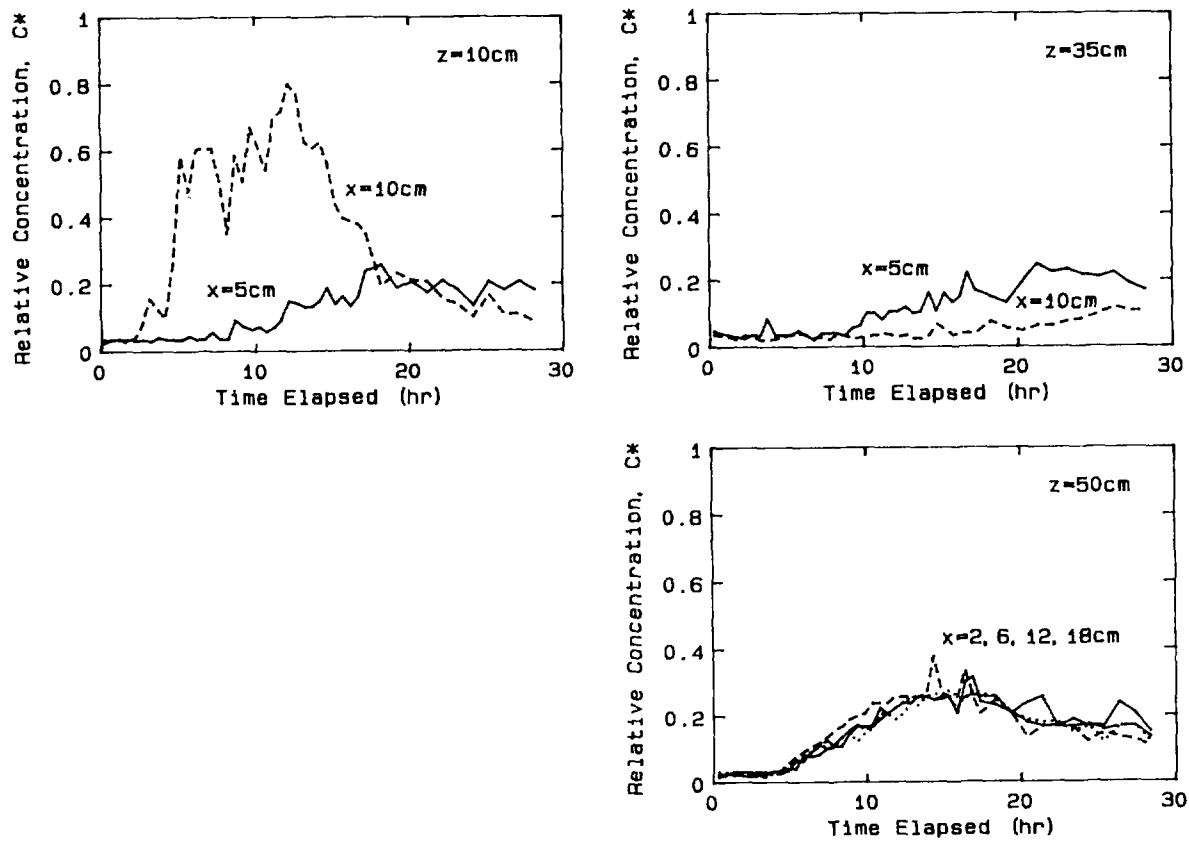 Relative Concentration, C*
1
0.8
0.6
0.4
0.2
0
z=10cm
x=10cm
x=5cm
0 10 20 30
Time Elapsed (hr)
Relative Concentration, C*
1
0.8
0.6
0.4
0.2
0
z=35cm
x=5cm
x=10cm
0 10 20 30
Time Elapsed (hr)
Relative Concentration, C*
1
0.8
0.6
0.4
0.2
0
z=50cm
x=2, 6, 12, 18cm
0 10 20 30
Time Elapsed (hr)